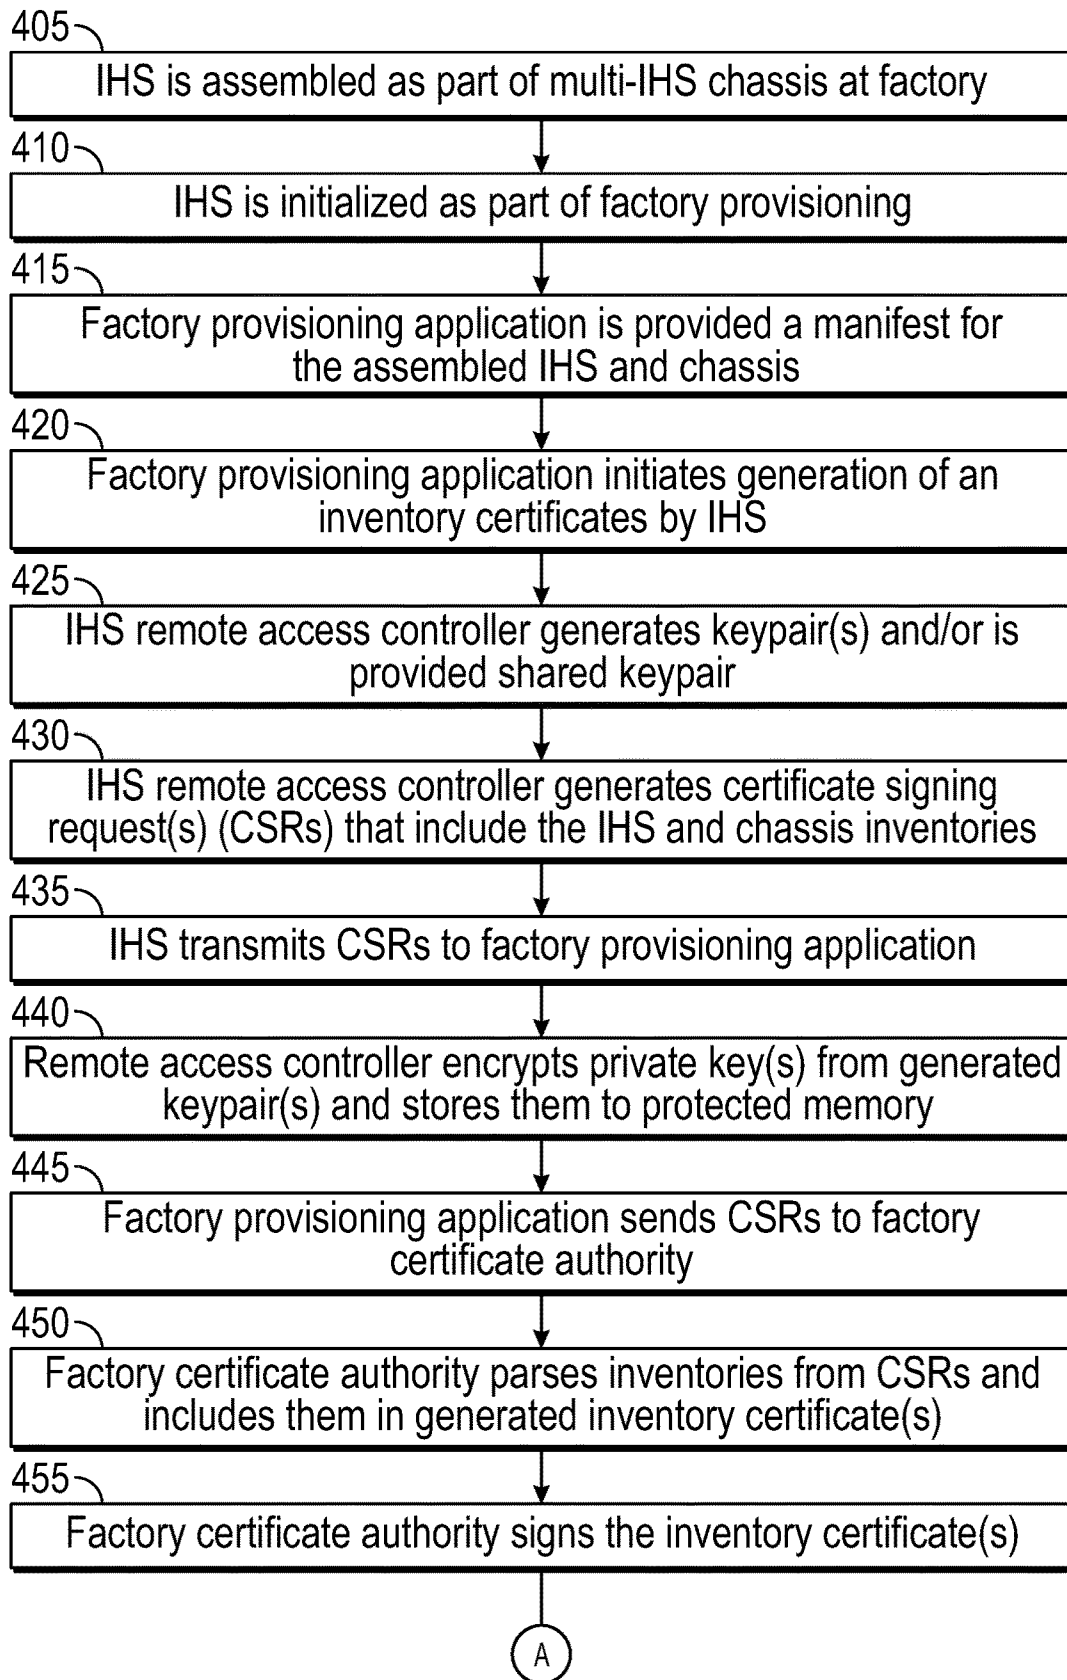 405
IHS is assembled as part of multi-IHS chassis at factory
410
IHS is initialized as part of factory provisioning
415
Factory provisioning application is provided a manifest for
the assembled IHS and chassis
420
Factory provisioning application initiates generation of an
inventory certificates by IHS
425
IHS remote access controller generates keypair(s) and/or is
provided shared keypair
430
IHS remote access controller generates certificate signing
request(s) (CSRs) that include the IHS and chassis inventories
435
IHS transmits CSRs to factory provisioning application
440
Remote access controller encrypts private key(s) from generated
keypair(s) and stores them to protected memory
445
Factory provisioning application sends CSRs to factory
certificate authority
450
Factory certificate authority parses inventories from CSRs and
includes them in generated inventory certificate(s)
455
Factory certificate authority signs the inventory certificate(s)
A